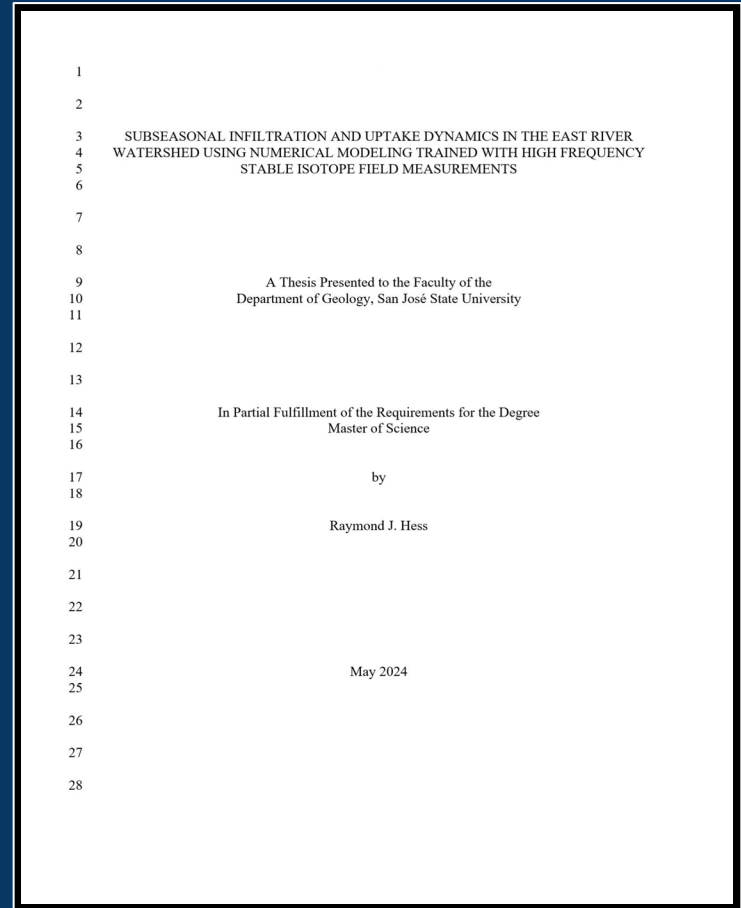 1
2
3 SUBSEASONAL INFILTRATION AND UPTAKE DYNAMICS IN THE EAST RIVER
4 WATERSHED USING NUMERICAL MODELING TRAINED WITH HIGH FREQUENCY
5 STABLE ISOTOPE FIELD MEASUREMENTS
6
7
8
9 A Thesis Presented to the Faculty of the
10 Department of Geology, San José State University
11
12
13
14 In Partial Fulfillment of the Requirements for the Degree
15 Master of Science
16
17 by
18
19 Raymond J. Hess
20
21
22
23
24 May 2024
25
26
27
28